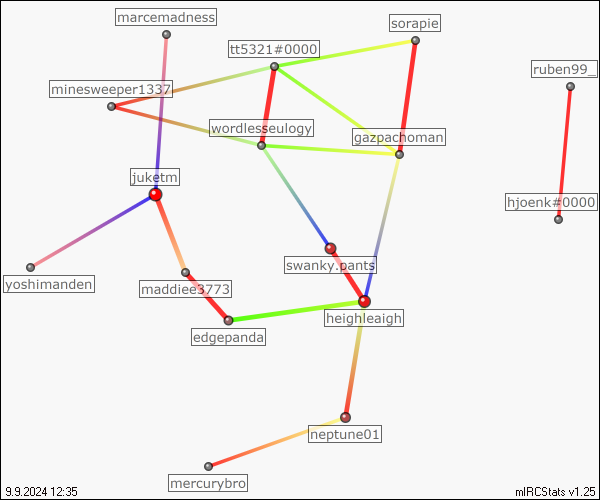 marcemadness
sorapie
tt5321#0000
ruben99_
minesweeper1337
wordlesseulogy
gazpachoman
juketm
hjoenk#0000
swanky.pants
yoshimanden
maddiee3773
heighleaigh
edgepanda
neptune01
mercurybro
9.9.2024 12:35
mIRCStats v1.25